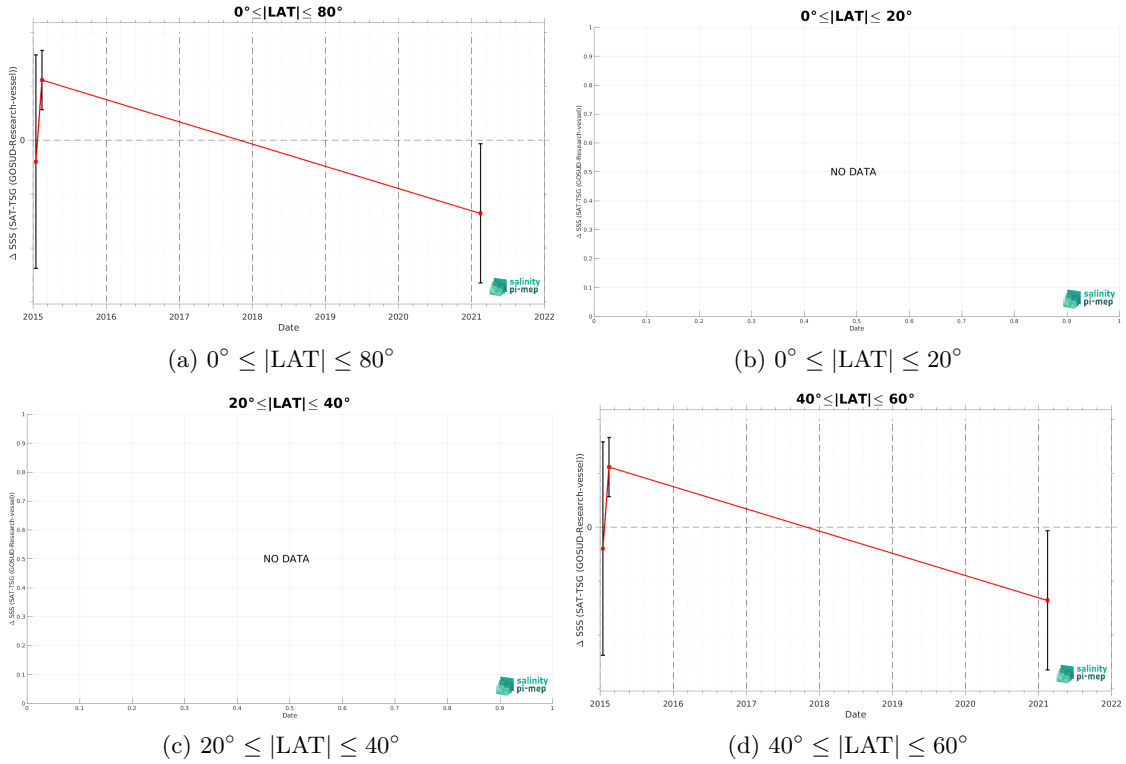 0°≤|LAT|≤ 80°
Δ SSS (SAT-TSG (GOSUD-Research-vessel))
0
salinity
pi-mep
2015 2016 2017 2018 2019 2020 2021 2022
Date
(a) 0° ≤ |LAT| ≤ 80°
0°≤|LAT|≤ 20°
Δ SSS (SAT-TSG (GOSUD-Research-vessel))
1
0.9
0.8
0.7
0.6
0.5
0.4
0.3
0.2
0.1
0
NO DATA
salinity
pi-mep
0 0.1 0.2 0.3 0.4 0.5 0.6 0.7 0.8 0.9 1
Date
(b) 0° ≤ |LAT| ≤ 20°
20°≤|LAT|≤ 40°
Δ SSS (SAT-TSG (GOSUD-Research-vessel))
1
0.9
0.8
0.7
0.6
0.5
0.4
0.3
0.2
0.1
0
NO DATA
salinity
pi-mep
0 0.1 0.2 0.3 0.4 0.5 0.6 0.7 0.8 0.9 1
Date
(c) 20° ≤ |LAT| ≤ 40°
40°≤|LAT|≤ 60°
Δ SSS (SAT-TSG (GOSUD-Research-vessel))
0
salinity
pi-mep
2015 2016 2017 2018 2019 2020 2021 2022
Date
(d) 40° ≤ |LAT| ≤ 60°